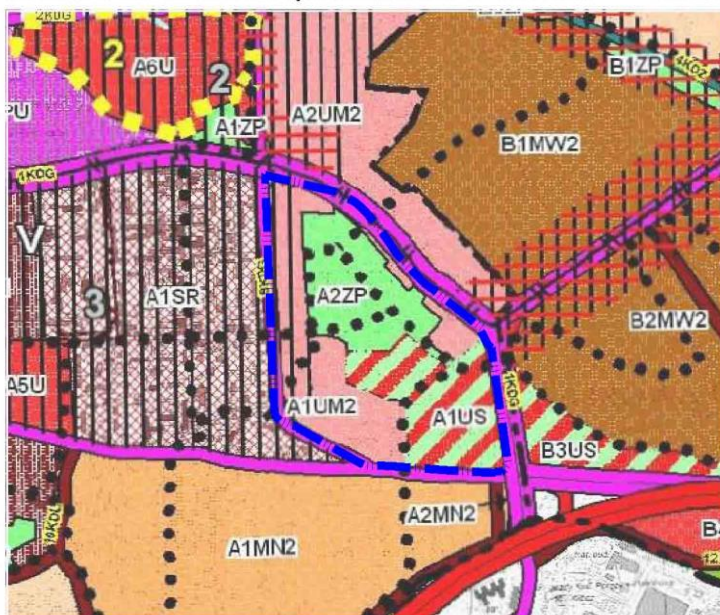 2KDG
2
A6U
2
A1ZP
A2UM2
B1ZP
4KDZ
PU
B1MW2
1KDG
V
3
A1SR
A2ZP
B2MW2
A5U
A1UM2
A1US
1KDG
B3US
A2MN2
A1MN2
12